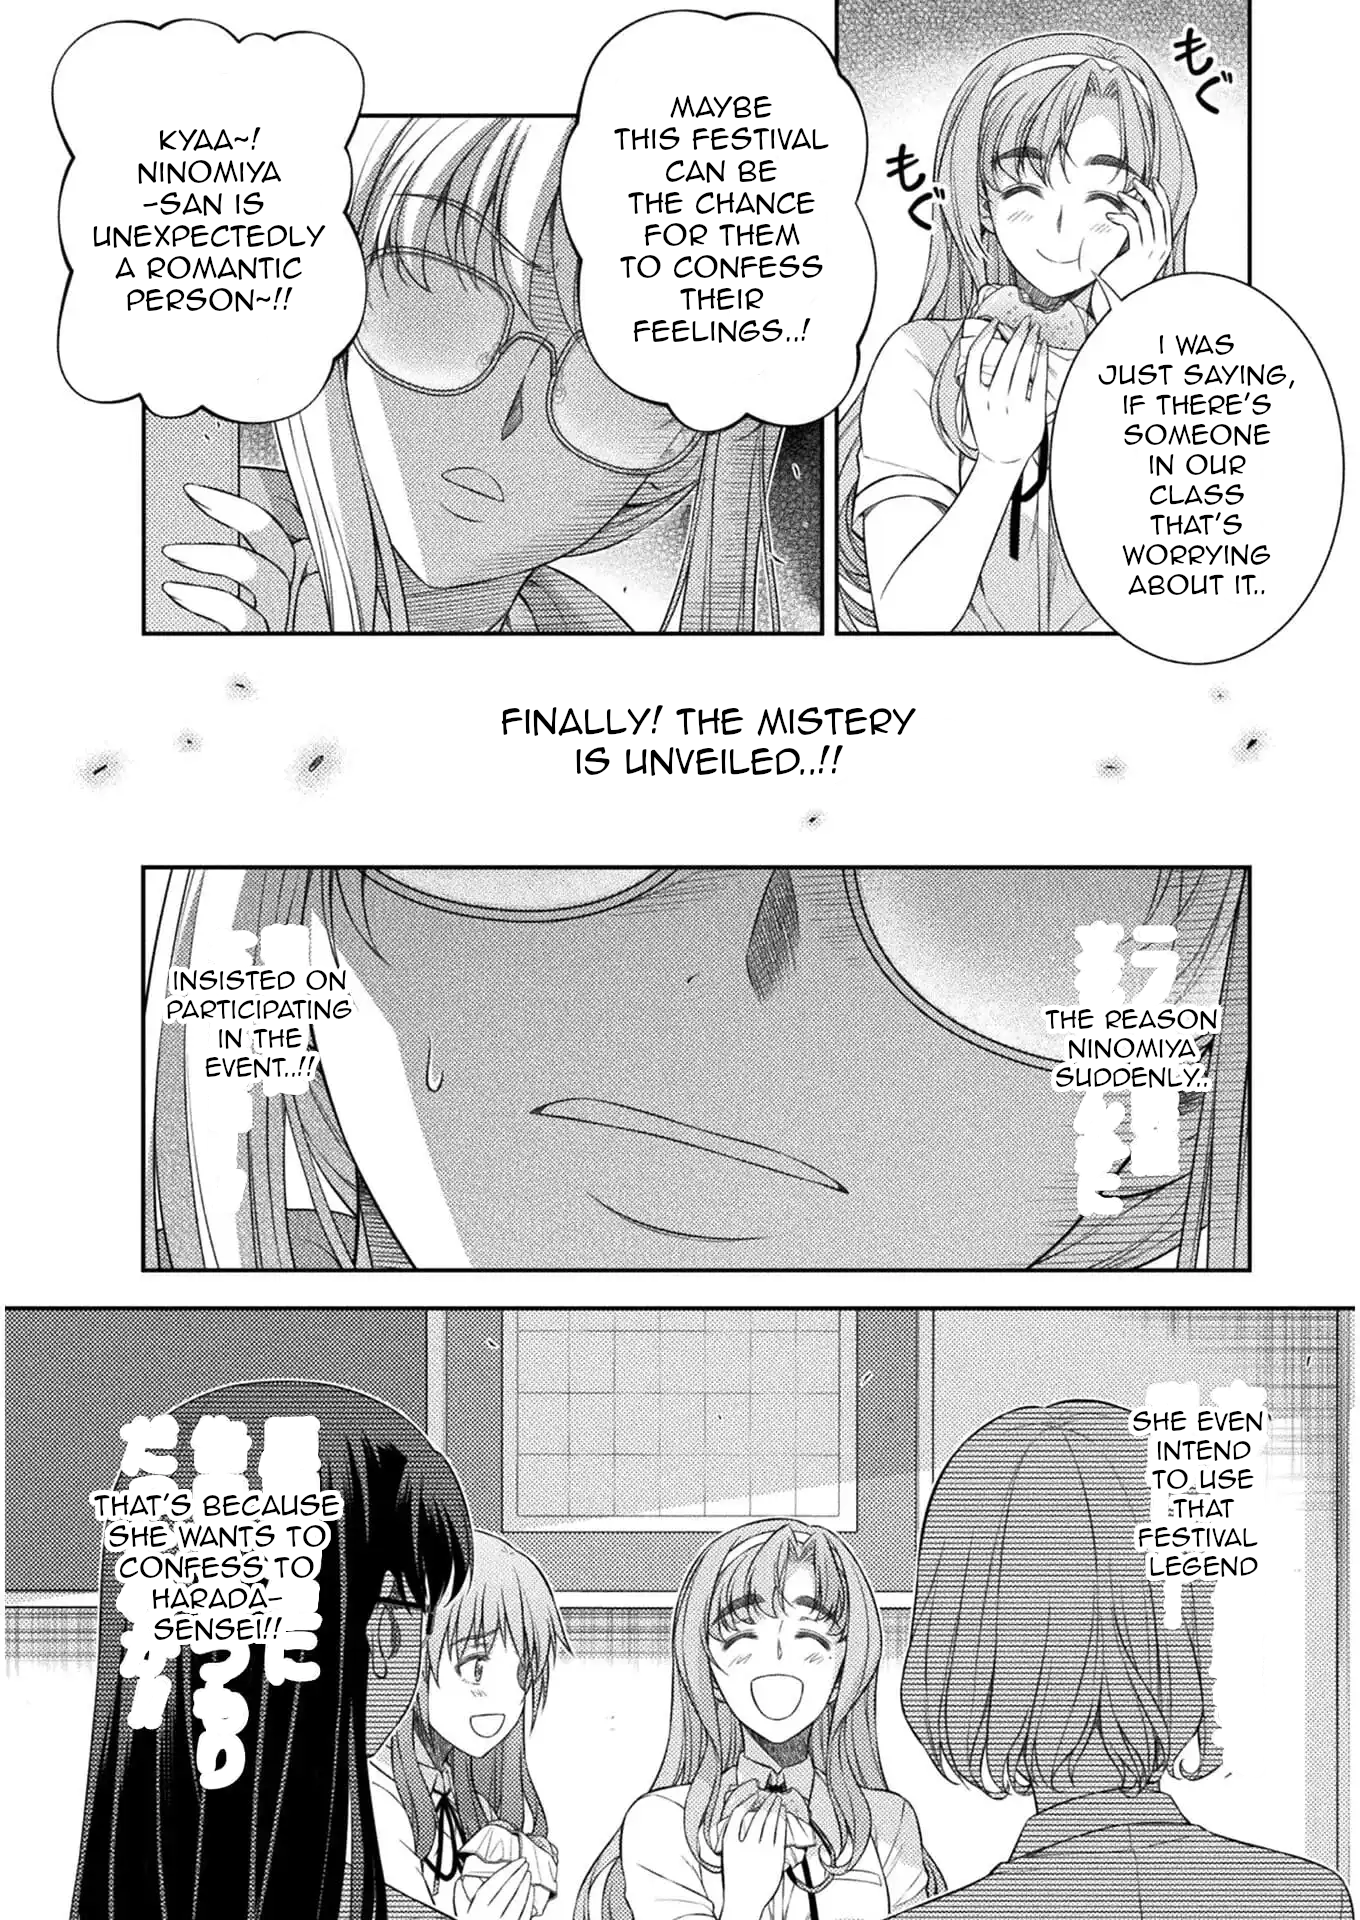 もぐ
もぐ
I WAS
JUST SAYING,
IF THERE'S
SOMEONE
IN OUR
CLASS
THAT'S
WORRYING
ABOUT IT..
MAYBE
THIS FESTIVAL
CAN BE
THE CHANCE
FOR THEM
TO CONFESS
THEIR
FEELINGS..!
KYAA~!
NINOMIYA
-SAN IS
UNEXPECTEDLY
A ROMANTIC
PERSON~!!
FINALLY! THE MISTERY
IS UNVEILED..!!
THE REASON
NINOMIYA
SUDDENLY..
INSISTED ON
PARTICIPATING
IN THE
EVENT..!!
SHE EVEN
INTEND
TO USE
THAT
FESTIVAL
LEGEND
THAT'S BECAUSE
SHE WANTS TO
CONFESS TO
HARADA-
SENSEI!!